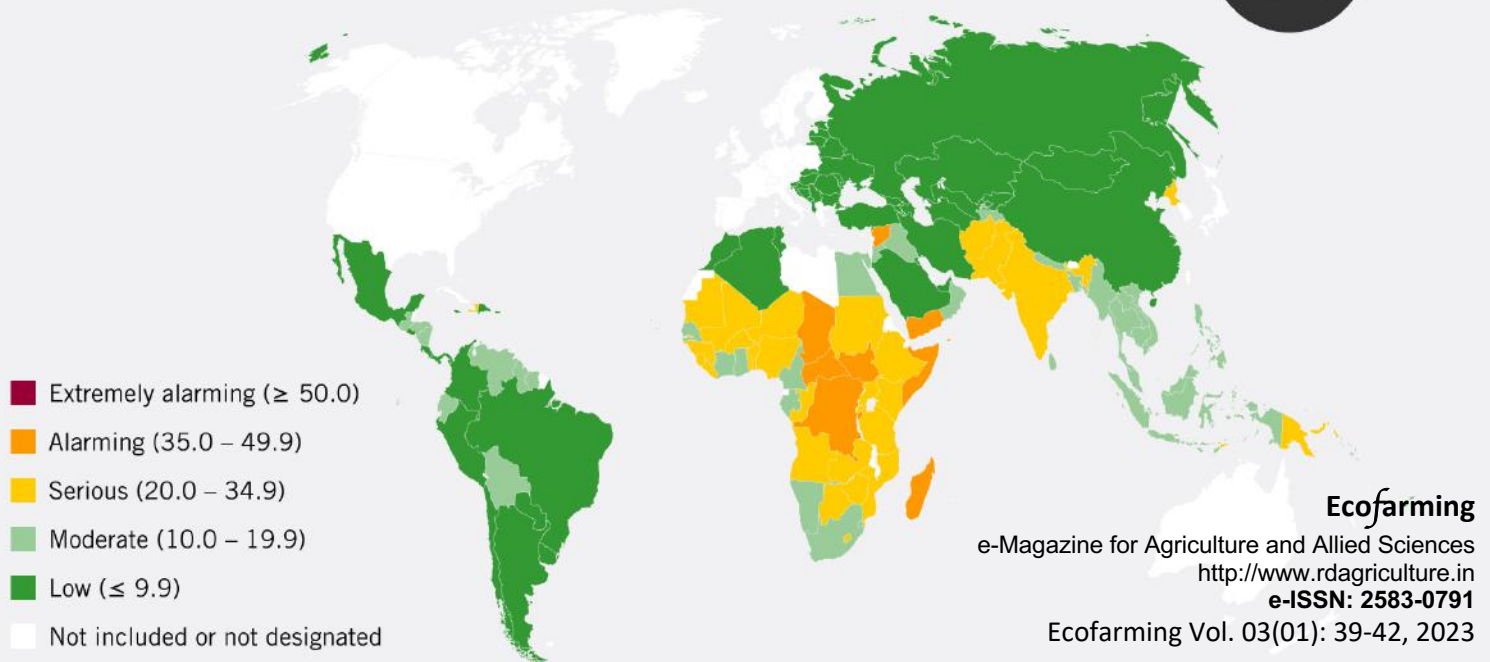 Extremely alarming (≥ 50.0)
Alarming (35.0 – 49.9)
Serious (20.0 – 34.9)
Moderate (10.0 – 19.9)
Low (≤ 9.9)
Not included or not designated
Ecofarming
e-Magazine for Agriculture and Allied Sciences
http://www.rdagriculture.in
e-ISSN: 2583-0791
Ecofarming Vol. 03(01): 39-42, 2023